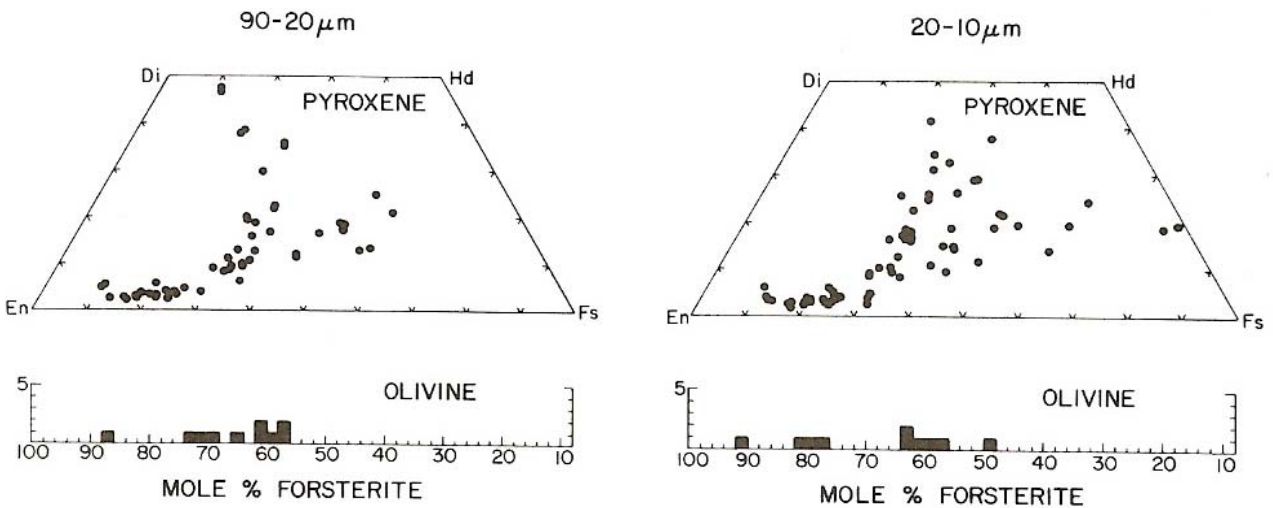 90-20μm
Di Hd
PYROXENE
En Fs
5
OLIVINE
100 90 80 70 60 50 40 30 20 10
MOLE % FORSTERITE
20-10μm
Di Hd
PYROXENE
En Fs
5
OLIVINE
100 90 80 70 60 50 40 30 20 10
MOLE % FORSTERITE